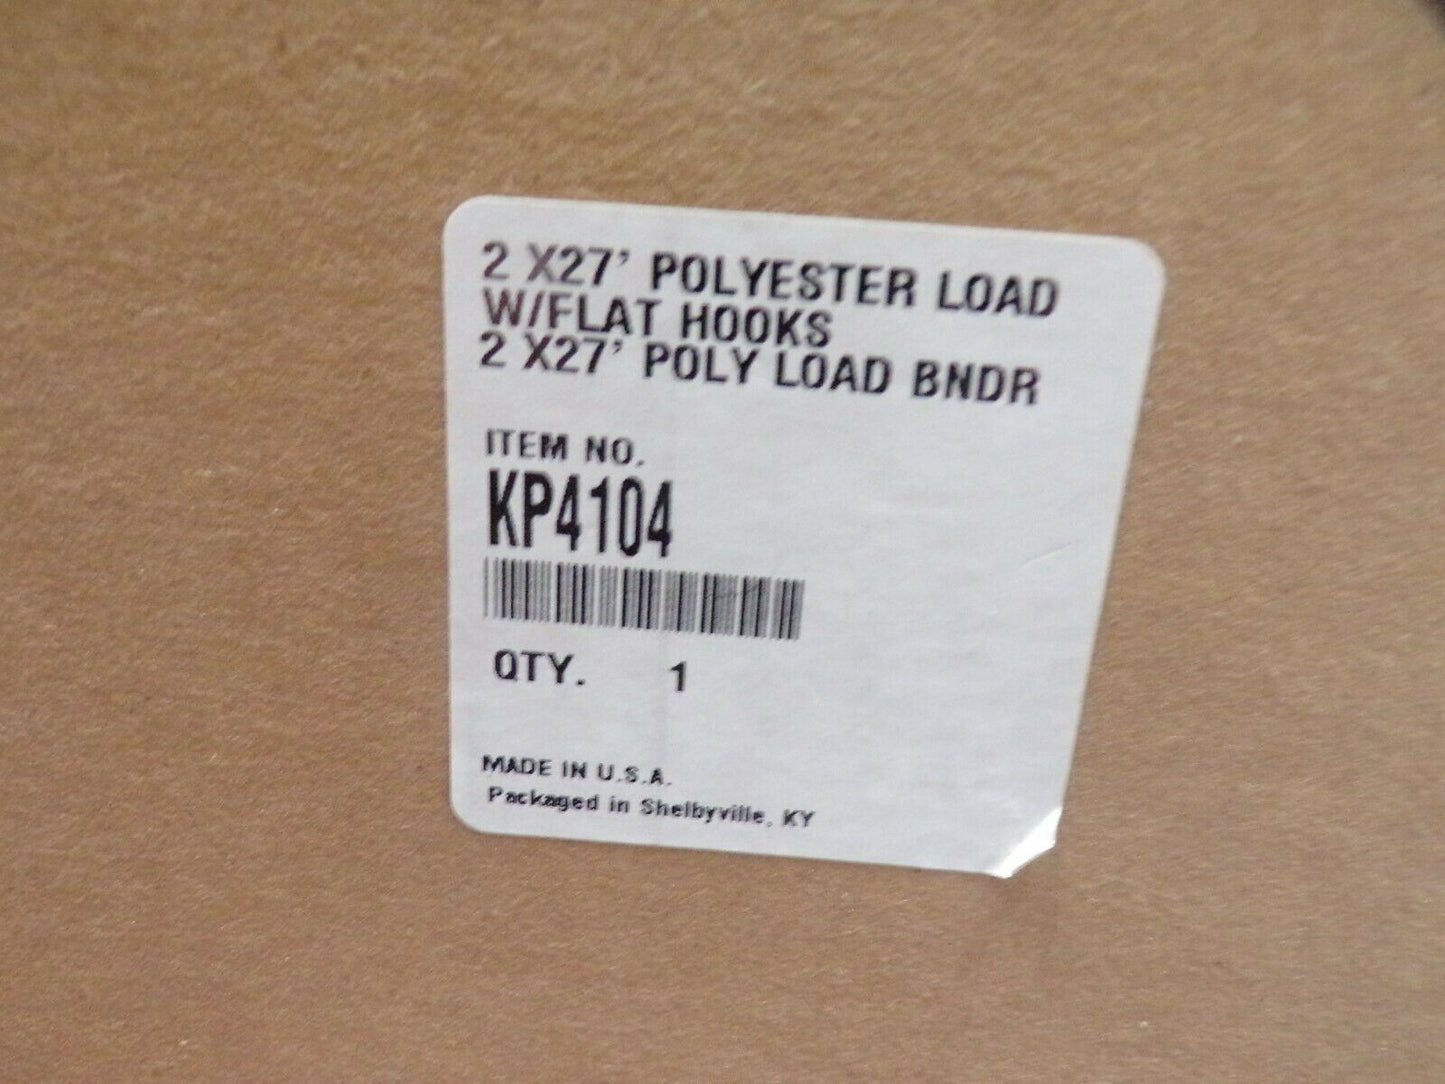 2 X27' POLYESTER LOAD
W/FLAT HOOKS
2 X27' POLY LOAD BNDR
ITEM NO.
KP4104
QTY. 1
MADE IN U.S.A.
Packaged in Shelbyville, KY